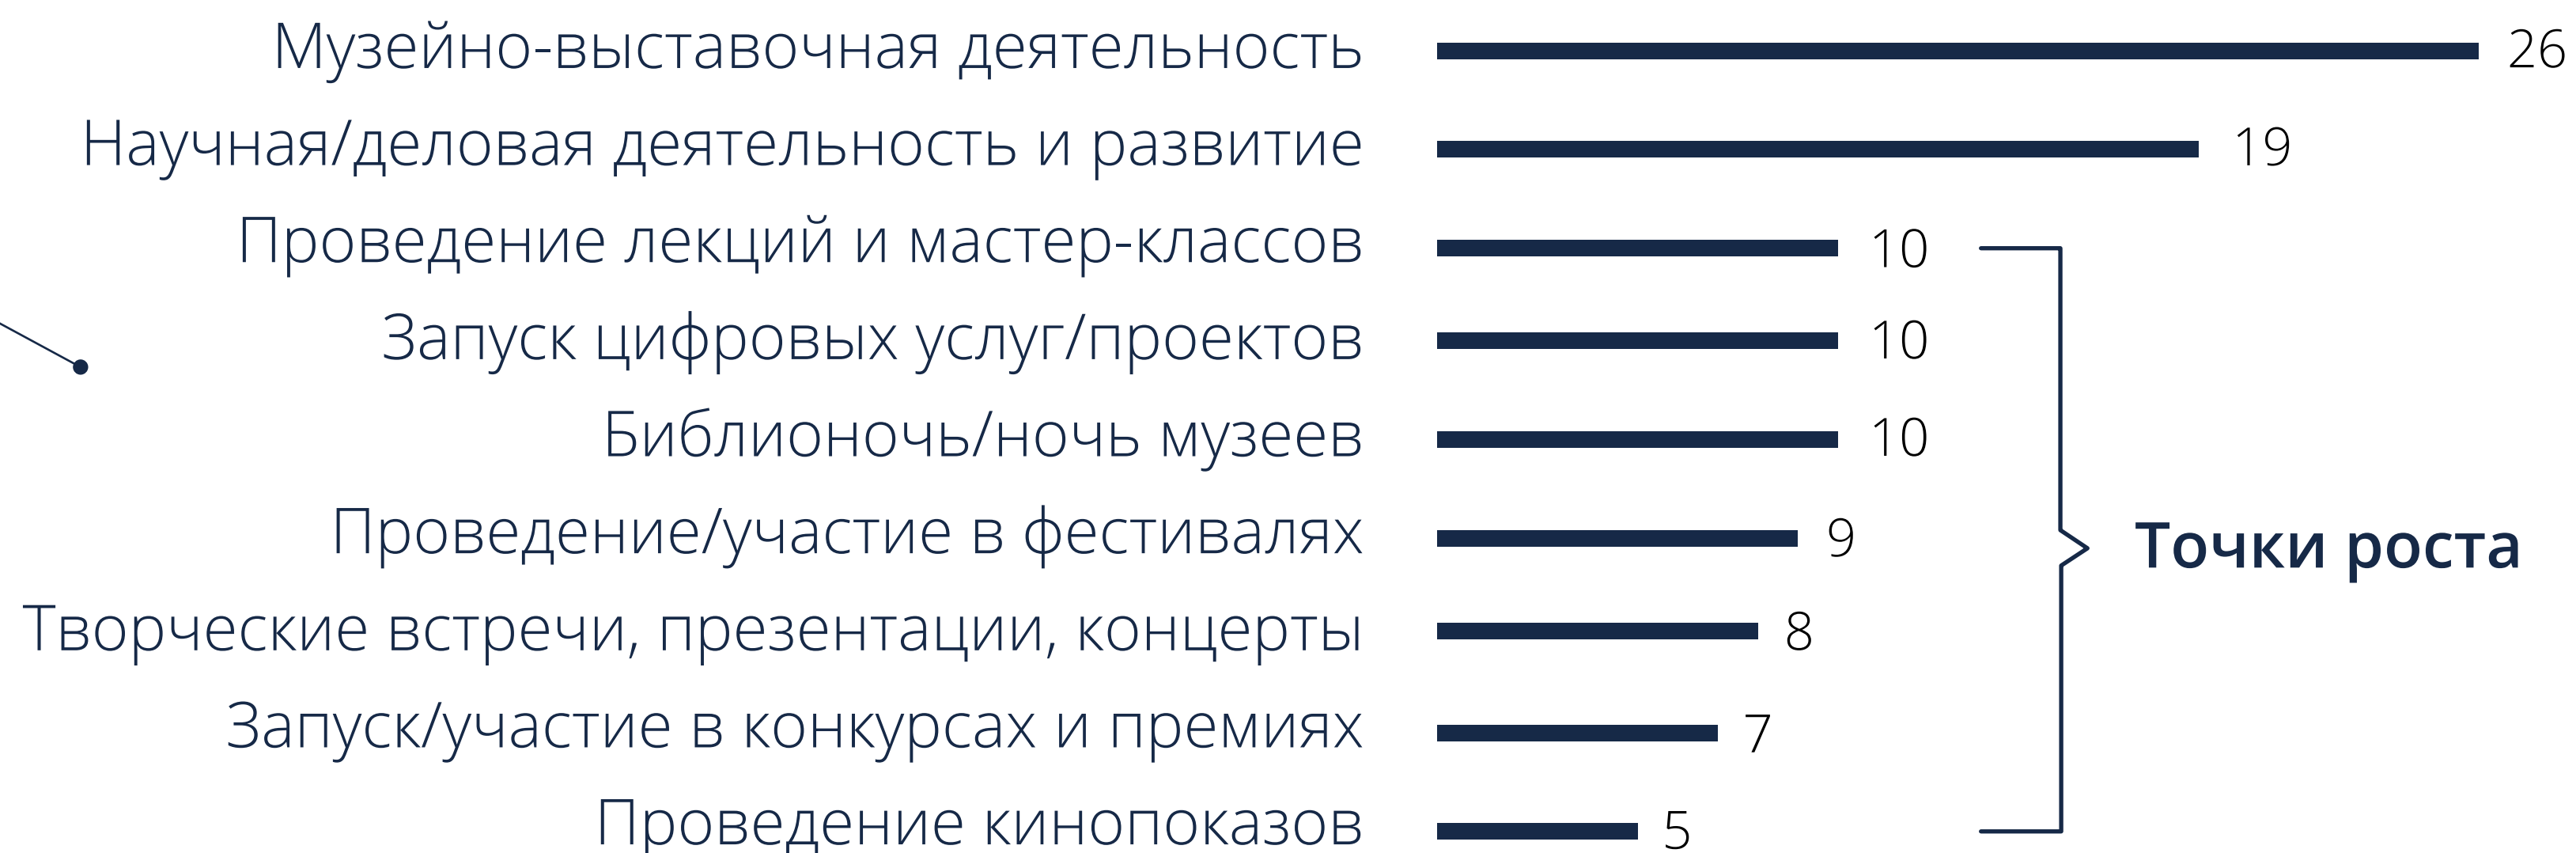 Музейно-выставочная деятельность 26
Научная/деловая деятельность и развитие 19
Проведение лекций и мастер-классов 10
Запуск цифровых услуг/проектов 10
Библионочь/ночь музеев 10
Проведение/участие в фестивалях 9
Точки роста
Творческие встречи, презентации, концерты 8
Запуск/участие в конкурсах и премиях 7
Проведение кинопоказов 5